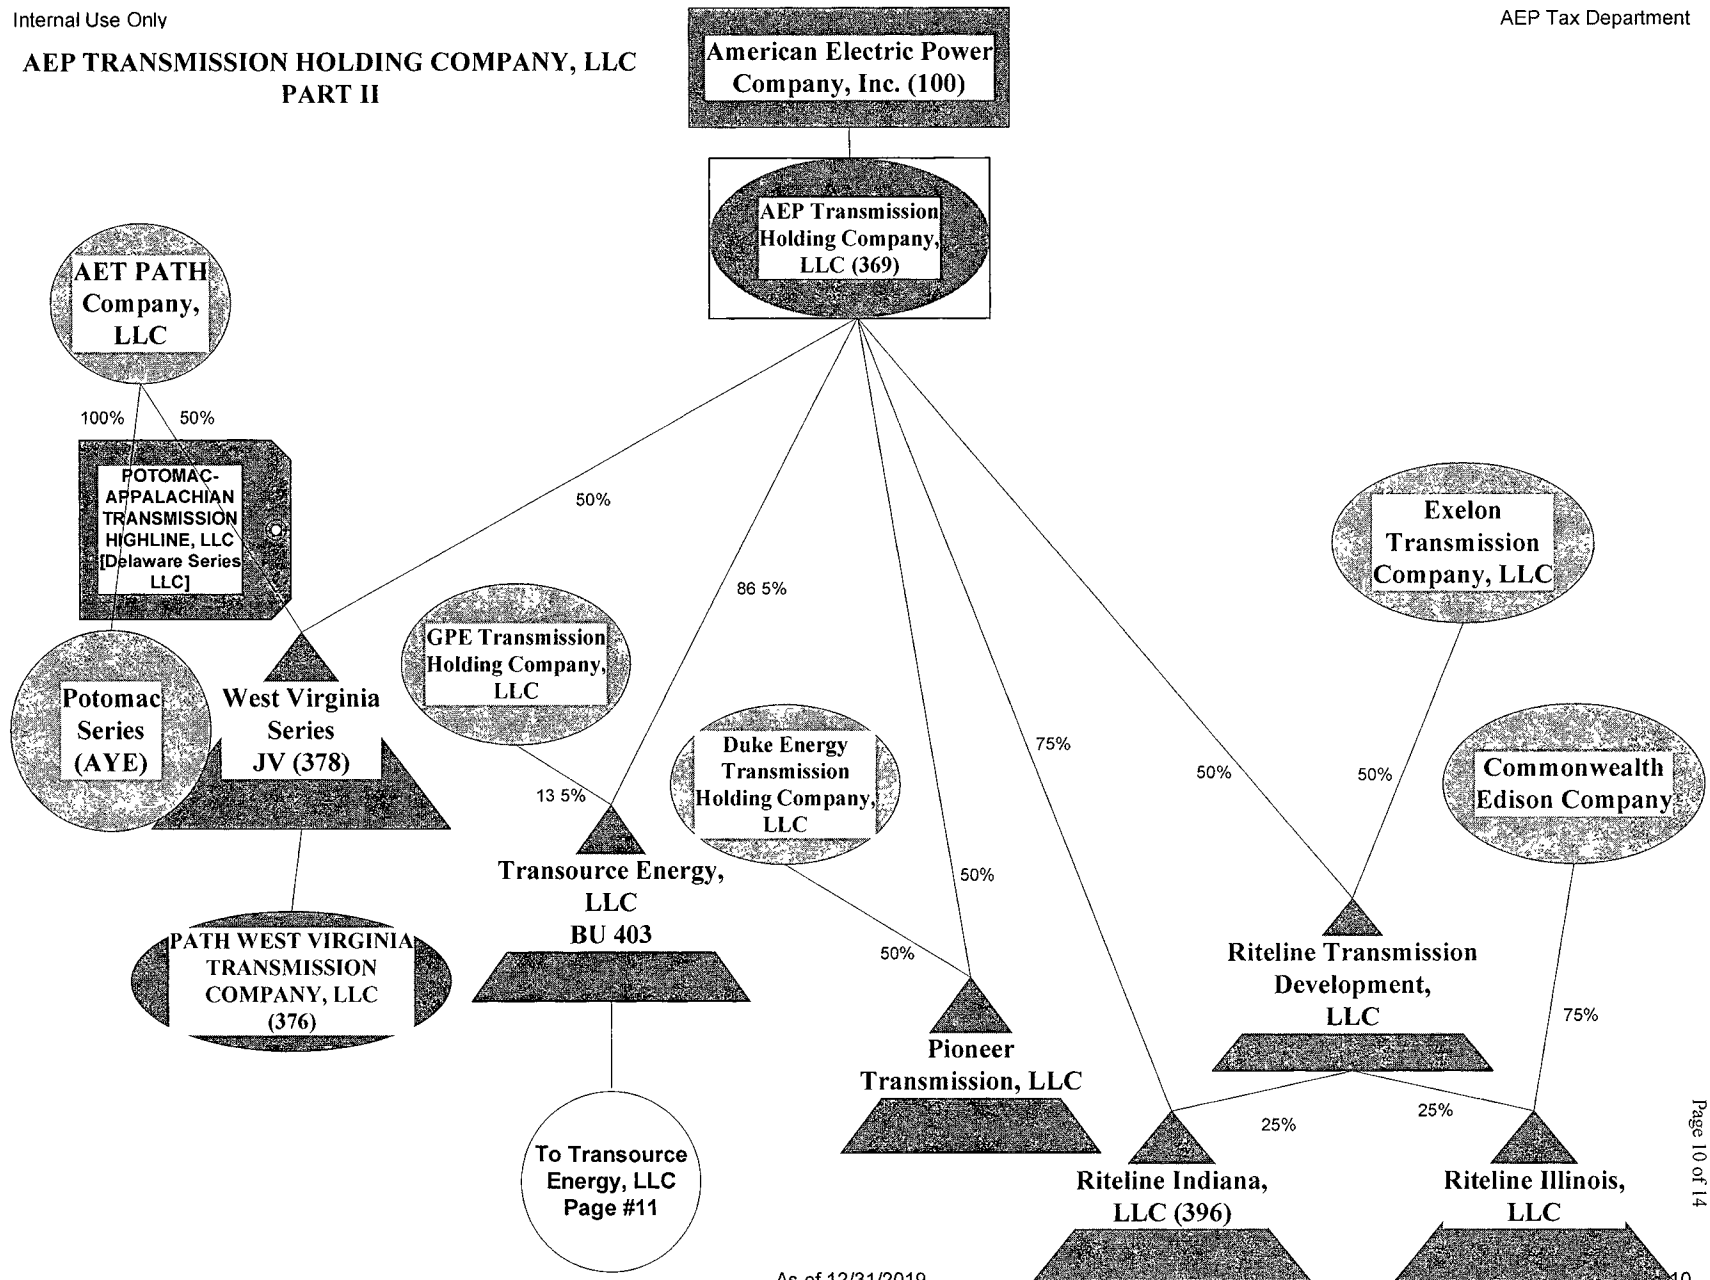 Internal Use Only
AEP Tax Department
AEP TRANSMISSION HOLDING COMPANY, LLC
PART II
American Electric Power
Company, Inc. (100)
AEP Transmission
Holding Company,
LLC (369)
AET PATH
Company,
LLC
100%
50%
POTOMAC-
APPALACHIAN
TRANSMISSION
HIGHLINE, LLC
[Delaware Series
LLC]
50%
86 5%
Exelon
Transmission
Company, LLC
GPE Transmission
Holding Company,
LLC
Potomac
Series
(AYE)
West Virginia
Series
JV (378)
13 5%
Duke Energy
Transmission
Holding Company,
LLC
75%
50%
50%
Commonwealth
Edison Company
Transource Energy,
LLC
BU 403
50%
50%
PATH WEST VIRGINIA
TRANSMISSION
COMPANY, LLC
(376)
Riteline Transmission
Development,
LLC
75%
Pioneer
Transmission, LLC
25%
25%
To Transource
Energy, LLC
Page #11
Riteline Indiana,
LLC (396)
Riteline Illinois,
LLC
Page 10 of 14
As of 12/31/2019
10